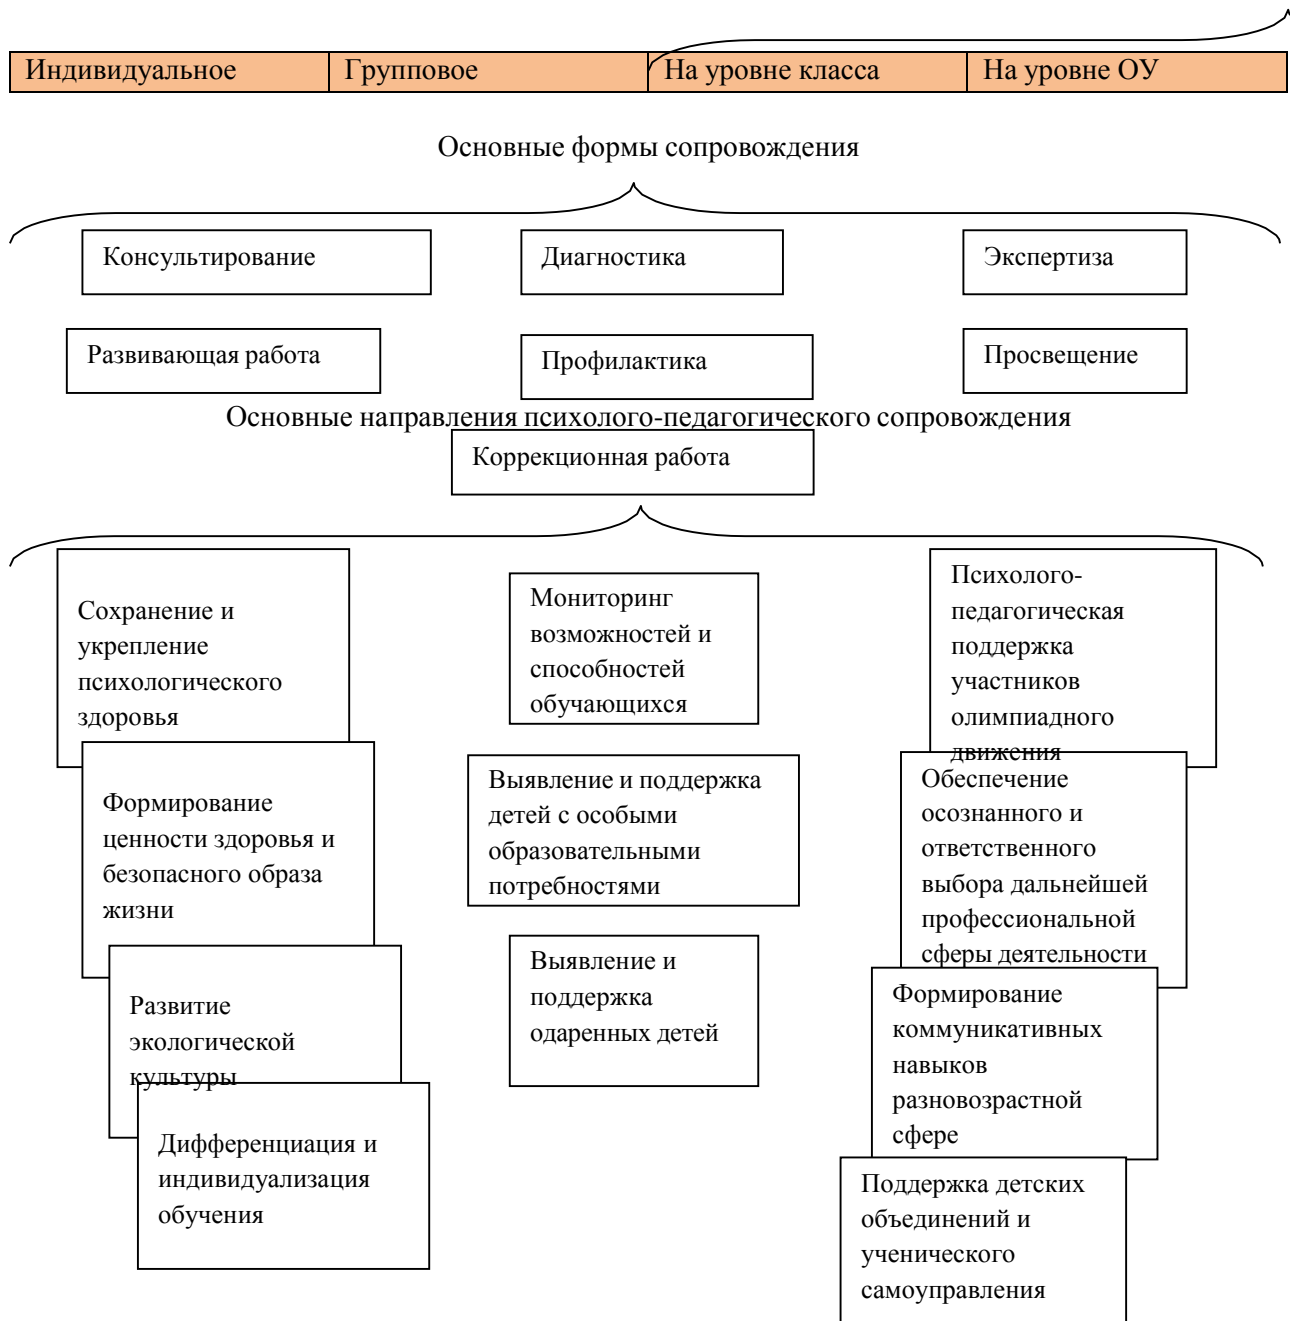 Индивидуальное Групповое На уровне класса На уровне ОУ
Основные формы сопровождения
Консультирование
Диагностика
Экспертиза
Развивающая работа
Профилактика
Просвещение
Основные направления психолого-педагогического сопровождения
Коррекционная работа
Сохранение и
укрепление
психологического
здоровья
Формирование
ценности здоровья и
безопасного образа
жизни
Развитие
экологической
культуры
Дифференциация и
индивидуализация
обучения
Мониторинг
возможностей и
способностей
обучающихся
Выявление и поддержка
детей с особыми
образовательными
потребностями
Выявление и
поддержка
одаренных детей
Психолого-
педагогическая
поддержка
участников
олимпиадного
движения
Обеспечение
осознанного и
ответственного
выбора дальнейшей
профессиональной
сферы деятельности
Формирование
коммуникативных
навыков
разновозрастной
сфере
Поддержка детских
объединений и
ученического
самоуправления